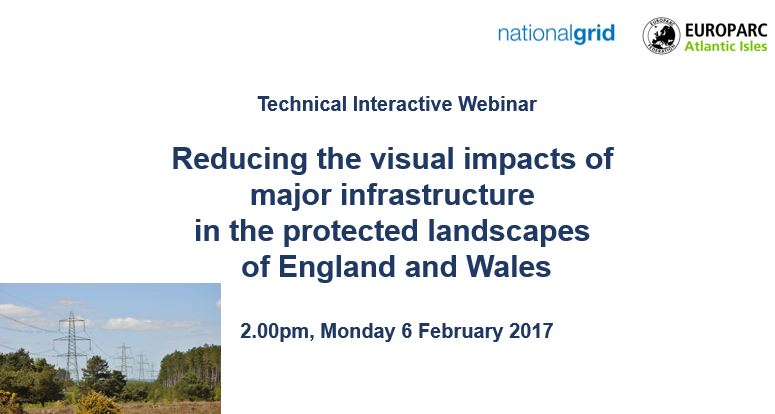 nationalgrid
EUROPARC
Atlantic Isles
Technical Interactive Webinar
Reducing the visual impacts of
major infrastructure
in the protected landscapes
of England and Wales
2.00pm, Monday 6 February 2017